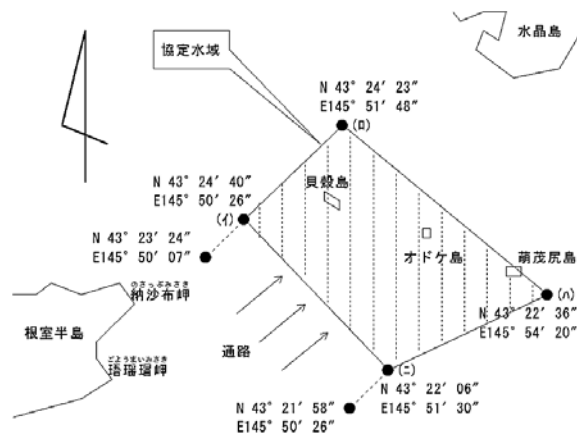 水晶島
協定水域
N 43° 24′ 23″
E145° 51′ 48″
(ロ)
貝殻島
N 43° 24′ 40″
E145° 50′ 26″
(イ)
オドケ島
萌茂尻島
N 43° 23′ 24″
E145° 50′ 07″
(ハ)
N 43° 22′ 36″
E145° 54′ 20″
のさっぷみさき
納沙布岬
根室半島
通路
ごようまいみさき
珸瑶瑁岬
(ニ)
N 43° 22′ 06″
E145° 51′ 30″
N 43° 21′ 58″
E145° 50′ 26″